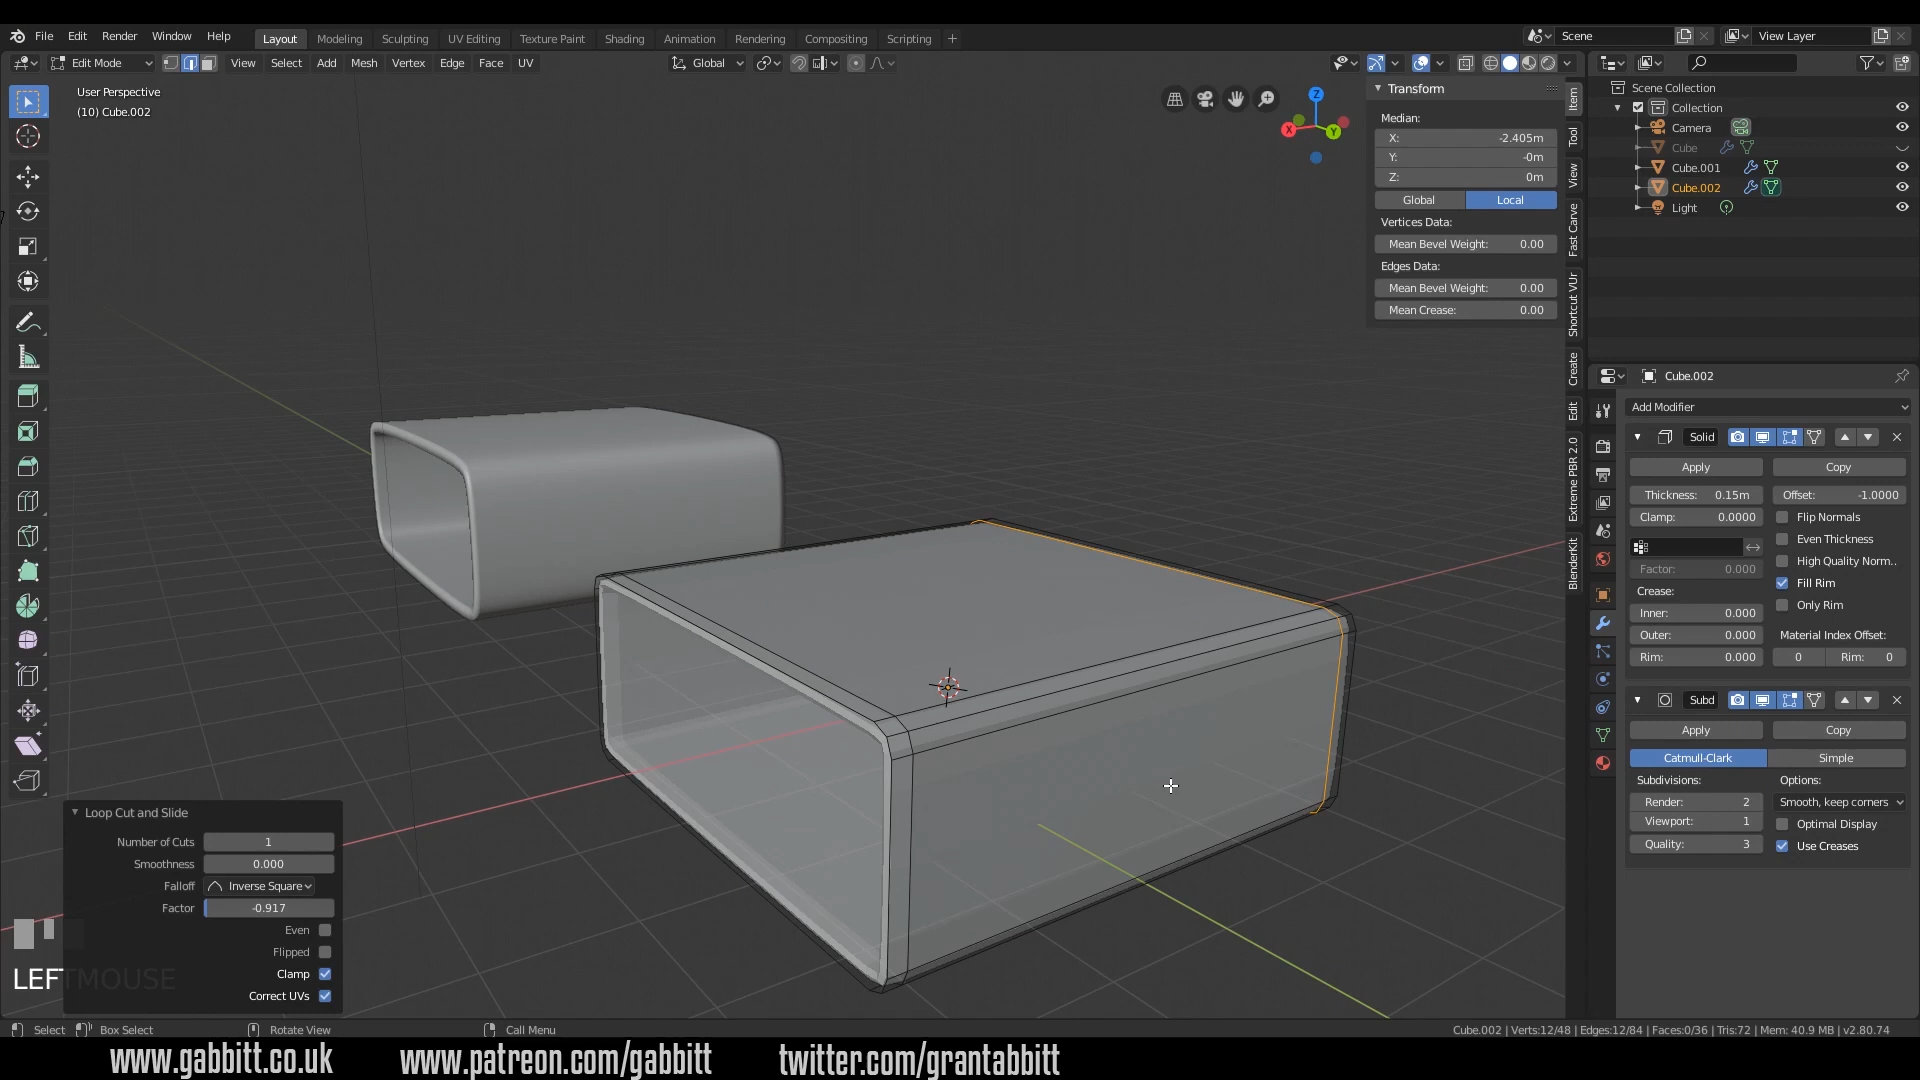 File Edit Render Window Help Layout Modeling Sculpting UV Editing Texture Paint Shading Animation Rendering Compositing Scripting + Scene View Layer
Edit Mode View Select Add Mesh Vertex Edge Face UV Global
User Perspective
(10) Cube.002
Z
X
Y
Transform
Median:
X: -2.405m
Y: -0m
Z: 0m
Global Local
Vertices Data:
Mean Bevel Weight: 0.00
Edges Data:
Mean Bevel Weight: 0.00
Mean Crease: 0.00
Item
Tool
View
Fast Carve
Shortcut VUr
Create
Edit
Extreme PBR 2.0
BlenderKit
Scene Collection
Collection
Camera
Cube
Cube.001
Cube.002
Light
Cube.002
Add Modifier
Solid
Apply Copy
Thickness: 0.15m Offset: -1.0000
Clamp: 0.0000 Flip Normals
Even Thickness
High Quality Norm..
Factor: 0.000
Fill Rim
Crease:
Only Rim
Inner: 0.000
Outer: 0.000 Material Index Offset:
Rim: 0.000 0 Rim: 0
Subd
Apply Copy
Catmull-Clark Simple
Subdivisions: Options:
Render: 2 Smooth, keep corners
Viewport: 1 Optimal Display
Quality: 3 Use Creases
Loop Cut and Slide
Number of Cuts 1
Smoothness 0.000
Falloff Inverse Square
Factor -0.917
Even
Flipped
Clamp
Correct UVs
LEFTMOUSE
Select Box Select Rotate View Call Menu Cube.002 | Verts:12/48 | Edges:12/84 | Faces:0/36 | Tris:72 | Mem: 40.9 MB | v2.80.74
www.gabbitt.co.uk www.patreon.com/gabbitt twitter.com/grantabbitt